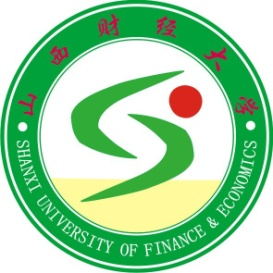 山西财经大学
SHANXI UNIVERSITY OF FINANCE & ECONOMICS